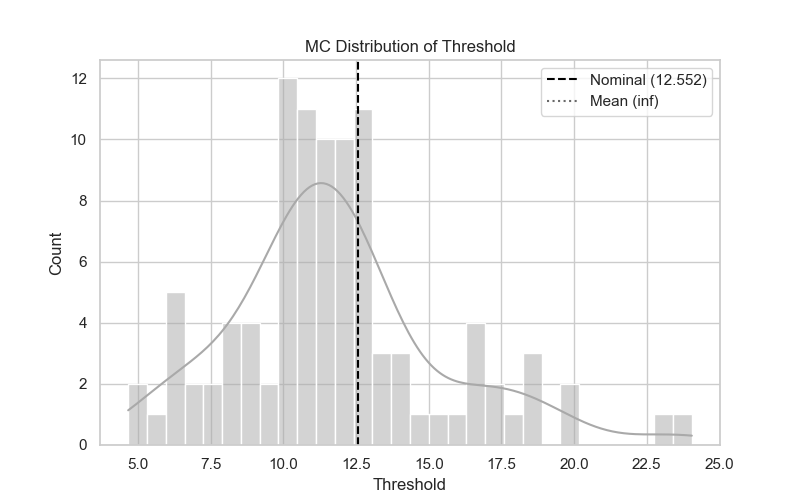 MC Distribution of Threshold
Nominal (12.552)
Mean (inf)
12
10
8
6
4
2
0
Count
5.0 7.5 10.0 12.5 15.0 17.5 20.0 22.5 25.0
Threshold